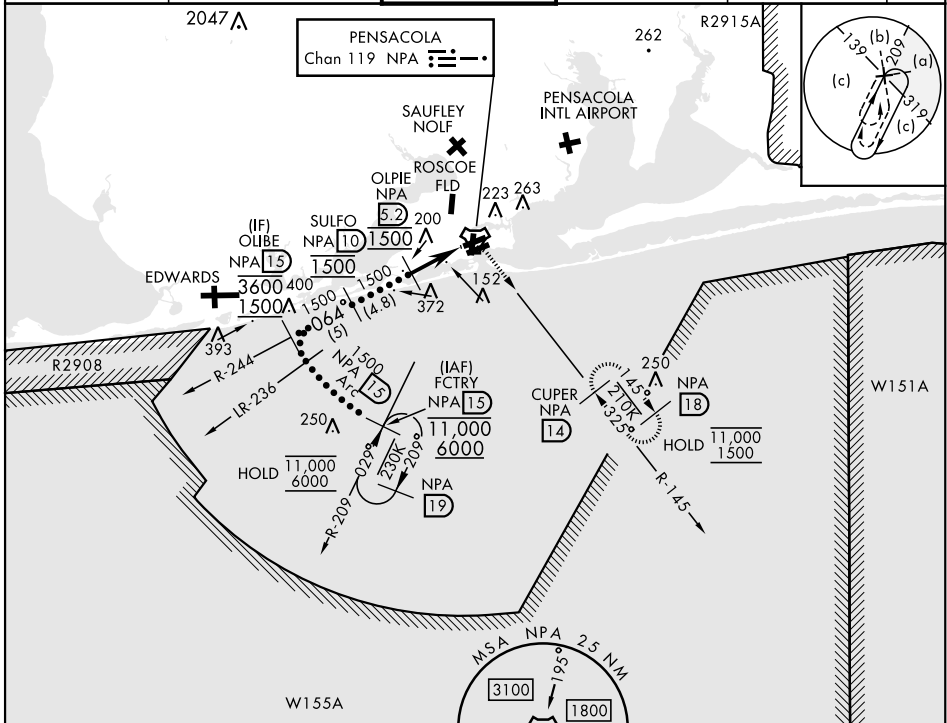 2047
R2915A
PENSACOLA
Chan 119 NPA
262
(b)
139
209
(a)
(c)
319
(c)
SAUFLEY
NOLF
PENSACOLA
INTL AIRPORT
ROSCOE
FLD
OLPIE
NPA
5.2
1500
200
223
263
SULFO
NPA 10
1500
(IF)
OLIBE
NPA 15
3600
1500
400
EDWARDS
1500
1500
064°
(5)
(4.8)
372
152
393
R2908
R-244
LR-236
1500
NPA
Arc
15
250
(IAF)
FCTRY
NPA 15
11,000
6000
HOLD 11,000
6000
029°
230K
209°
NPA
19
R-209
CUPER
NPA
14
145°
210K
325°
250
NPA
18
HOLD 11,000
1500
R-145
W151A
MSA NPA 25 NM
195°
3100
1800
W155A